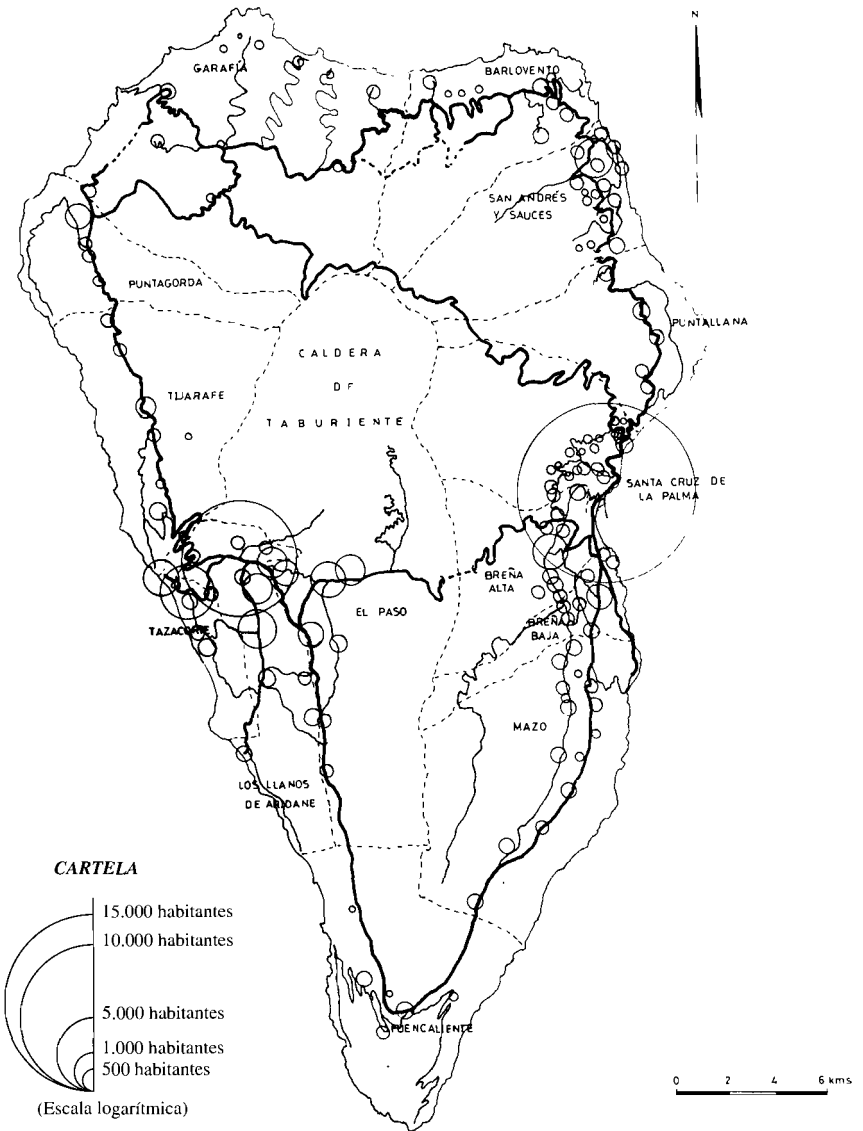 N
GARAFÍA
BARLOVENTO
SAN ANDRÉS
Y SAUCES
PUNTAGORDA
PUNTALLANA
CALDERA
DE
TABURIENTE
TIJARAFE
SANTA CRUZ DE
LA PALMA
BREÑA
ALTA
EL PASO
TAZACORTE
BREÑA
BAJA
MAZO
LOS LLANOS
DE ARIDANE
CARTELA
15.000 habitantes
10.000 habitantes
5.000 habitantes
1.000 habitantes
500 habitantes
(Escala logarítmica)
FUENCALIENTE
0 2 4 6 kms